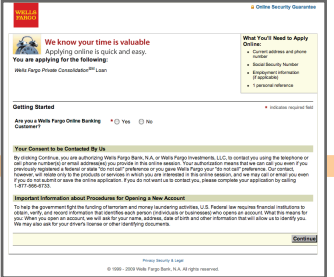 WELLS
FARGO
Online Security Guarantee
We know your time is valuable
Applying online is quick and easy.
You are applying for the following:
Wells Fargo Private Consolidation SM Loan
What You'll Need to Apply Online:
Current address and phone number
Social Security Number
Employment information (if applicable)
1 personal reference
Getting Started
* indicates required field
Are you a Wells Fargo Online Banking Customer?
* Yes No
Your Consent to be Contacted By Us
By clicking Continue, you are authorizing Wells Fargo Bank, N.A. or Wells Fargo Investments, LLC, to contact you using the telephone or
cell phone number(s) or email address(es) you provide in this online session. Your authorization means that we can call you even if you
previously registered a federal or state "do not call" preference or you gave Wells Fargo your "do not call" preference. Our contact,
however, will relate only to the products or services in which you are interested in this online session, and we may call or email you even
if you do not submit or save the online application. If you do not want us to contact you, please complete your application by calling
1-877-866-6733.
Important Information about Procedures for Opening a New Account
To help the government fight the funding of terrorism and money laundering activities, U.S. Federal law requires financial institutions to
obtain, verify, and record information that identifies each person (individuals or businesses) who opens an account. What this means for
you: When you open an account, we will ask for your name, address, date of birth and other information that will allow us to identify you.
We may also ask for your driver's license or other identifying documents.
Continue
Privacy, Security & Legal
© 1999 - 2009 Wells Fargo Bank, N.A. All rights reserved.